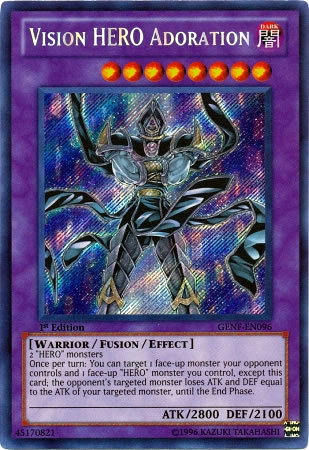 VISION HERO ADORATION
DARK
闇
1st Edition
GENF-EN096
[WARRIOR / FUSION / EFFECT]
2 "HERO" monsters
Once per turn: You can target 1 face-up monster your opponent
controls and 1 face-up "HERO" monster you control, except this
card; the opponent's targeted monster loses ATK and DEF equal
to the ATK of your targeted monster, until the End Phase.
ATK/2800 DEF/2100
45170821
©1996 KAZUKI TAKAHASHI